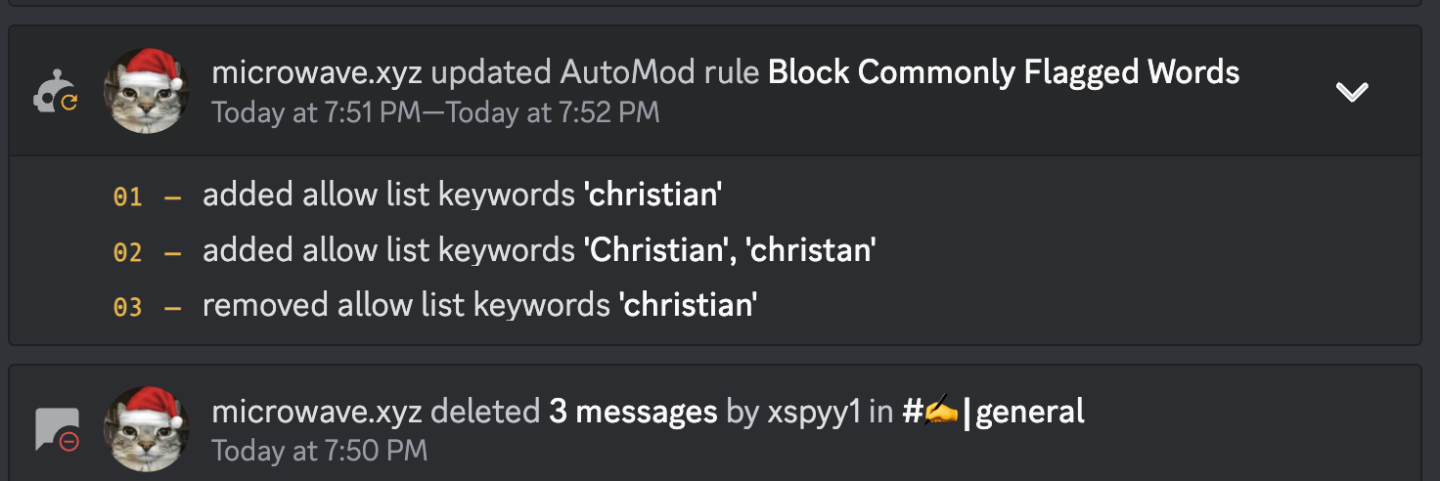 microwave.xyz updated AutoMod rule Block Commonly Flagged Words
Today at 7:51 PM—Today at 7:52 PM
01 — added allow list keywords 'christian'
02 — added allow list keywords 'Christian', 'christan'
03 — removed allow list keywords 'christian'
microwave.xyz deleted 3 messages by xspyy1 in #✍️|general
Today at 7:50 PM